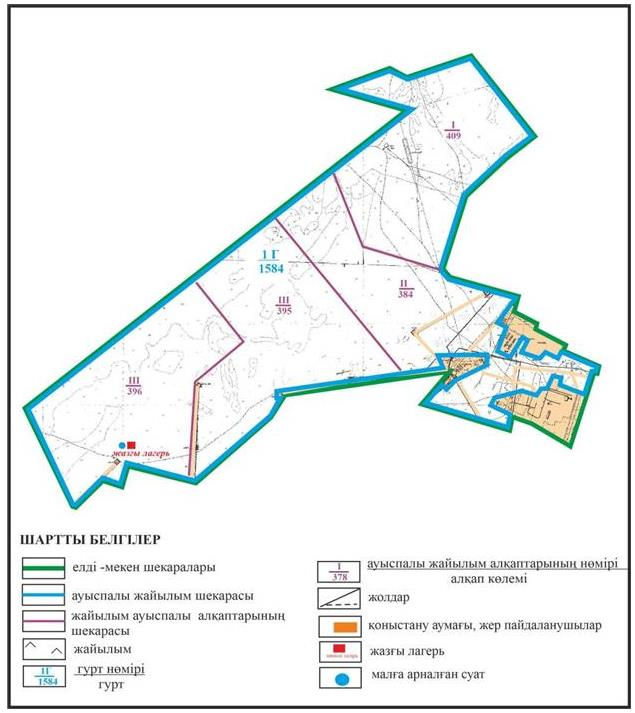 I
409
1 Г
1584
III
395
II
384
III
396
жазғы лагерь
ШАРТТЫ БЕЛГІЛЕР
елді -мекен шекаралары
ауыспалы жайылым шекарасы
жайылым ауыспалы алқаптарының
шекарасы
жайылым
1Г
1584
гурт нөмірі
гурт
I
378
ауыспалы жайылым алқаптарының нөмірі
алқап көлемі
жолдар
қоныстану аумағы, жер пайдаланушылар
жазғы лагерь
малға арналған суат